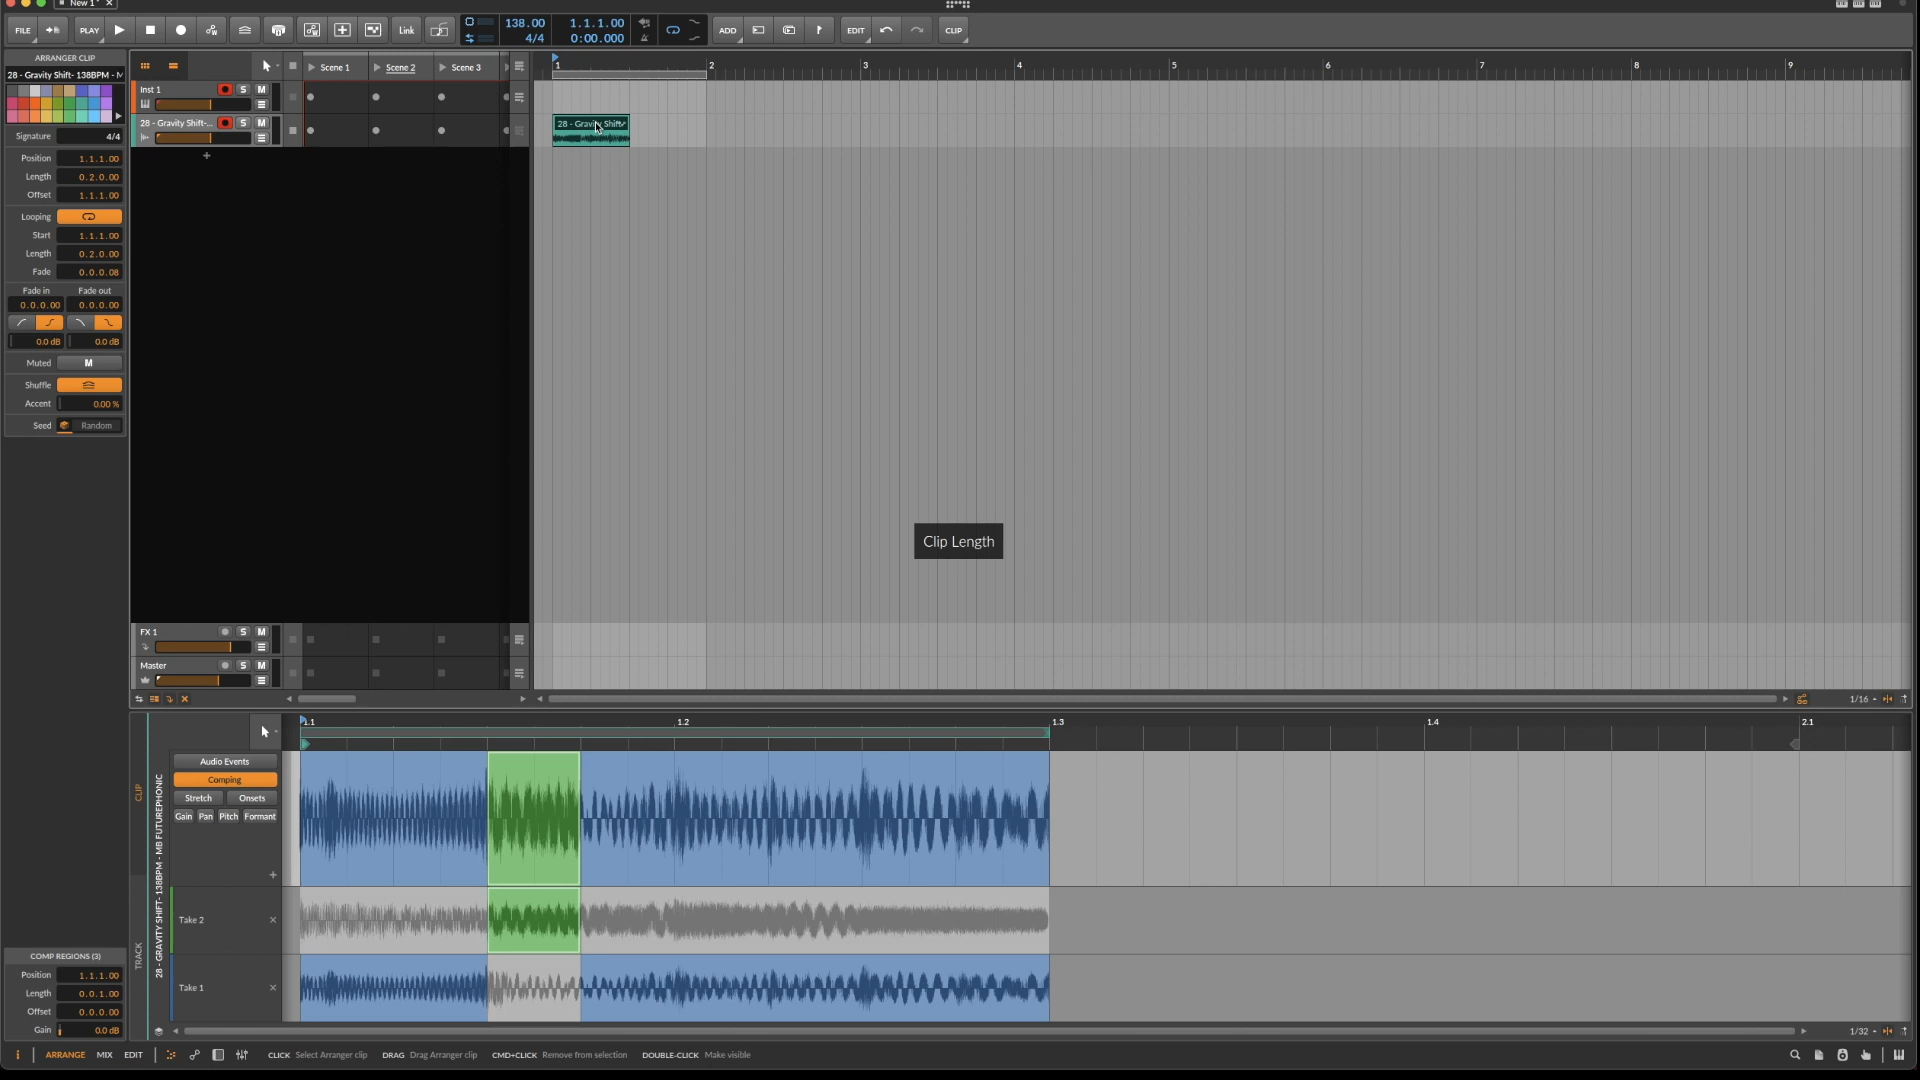 New 1*
FILE
PLAY
Link
138.00
4/4
1.1.1.00
0:00.000
ADD
EDIT
CLIP
ARRANGER CLIP
28 - Gravity Shift- 138BPM - M
Signature 4/4
Position 1.1.1.00
Length 0.2.0.00
Offset 1.1.1.00
Looping
Start 1.1.1.00
Length 0.2.0.00
Fade 0.0.0.08
Fade in Fade out
0.0.0.00 0.0.0.00
0.0 dB 0.0 dB
Muted M
Shuffle
Accent 0.00 %
Seed Random
Scene 1 Scene 2 Scene 3
1 2 3 4 5 6 7 8 9
Inst 1 S M
28 - Gravity Shift-... S M
28 - Gravity Shift-
+
Clip Length
FX 1 S M
Master S M
1/16
1.1 1.2 1.3 1.4 2.1
CLIP
TRACK
28 - GRAVITY SHIFT- 138BPM - MB FUTUREPHONIC
Audio Events
Comping
Stretch Onsets
Gain Pan Pitch Formant
+
Take 2 ×
Take 1 ×
COMP REGIONS (3)
Position 1.1.1.00
Length 0.0.1.00
Offset 0.0.0.00
Gain 0.0 dB
1/32
i ARRANGE MIX EDIT
CLICK Select Arranger clip DRAG Drag Arranger clip CMD+CLICK Remove from selection DOUBLE-CLICK Make visible